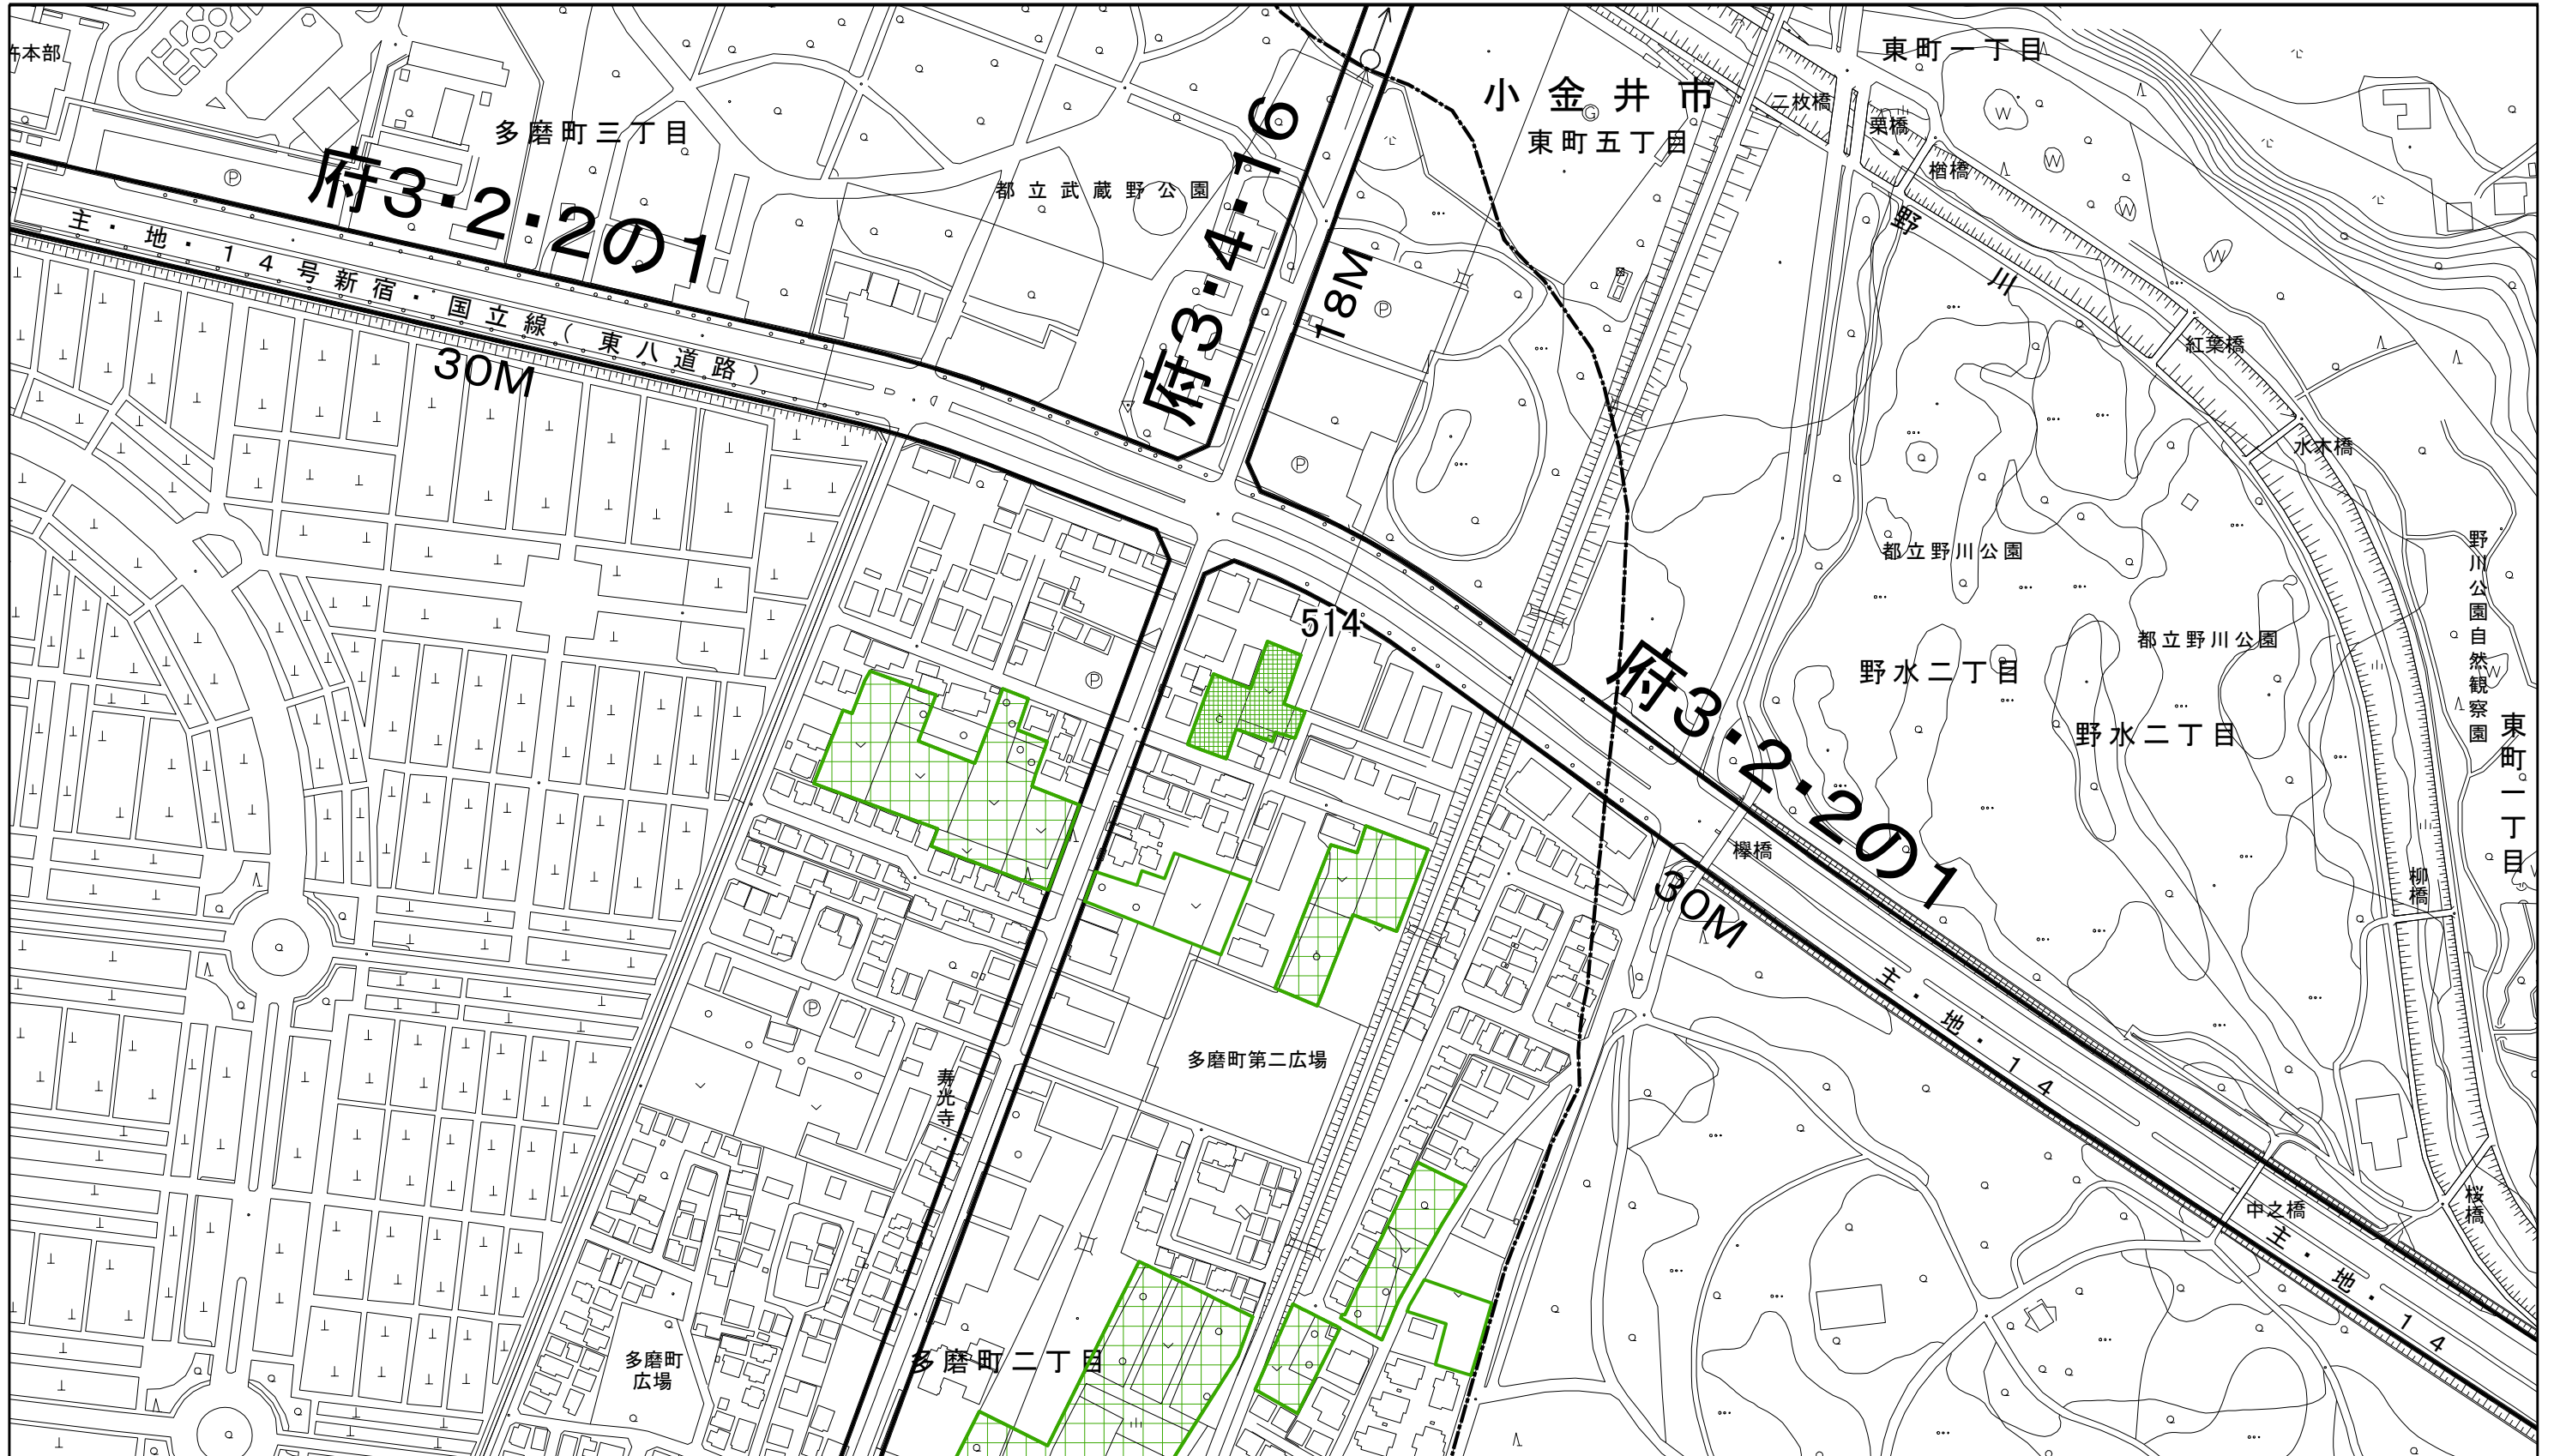 東町一丁目
小金井市
東町五丁目
二枚橋
栗橋
楢橋
多磨町三丁目
都立武蔵野公園
府3・4・16
18M
府3・2・2の1
主・地・14号新宿・国立線(東八道路)
30M
野川
紅葉橋
水木橋
都立野川公園
野川公園自然観察園
514
都立野川公園
野水二丁目
野水二丁目
東町一丁目
府3・2・2の1
欅橋
30M
柳橋
主・地・14
多磨町第二広場
寿光寺
桜橋
中之橋
主・地・14
多磨町二丁目
多磨町
広場